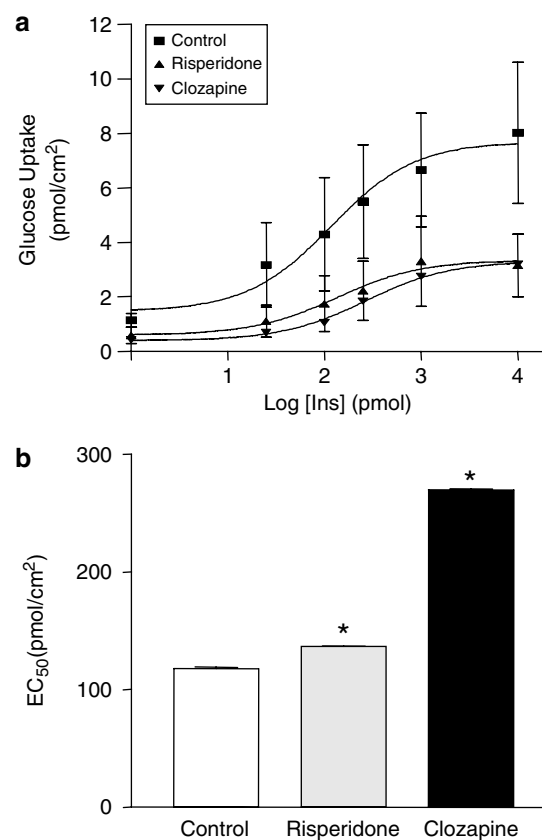 a
Control
Risperidone
Clozapine
Glucose Uptake
(pmol/cm²)
12
10
8
6
4
2
0
1
2
3
4
Log [Ins] (pmol)
b
EC₅₀(pmol/cm²)
300
200
100
0
*
*
Control
Risperidone
Clozapine